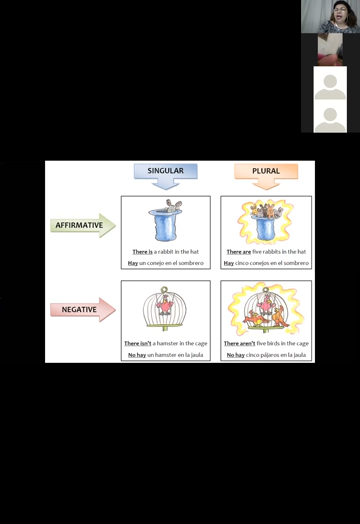 SINGULAR
PLURAL
AFFIRMATIVE
There is a rabbit in the hat
Hay un conejo en el sombrero
There are five rabbits in the hat
Hay cinco conejos en el sombrero
NEGATIVE
There isn't a hamster in the cage
No hay un hamster en la jaula
There aren't five birds in the cage
No hay cinco pájaros en la jaula